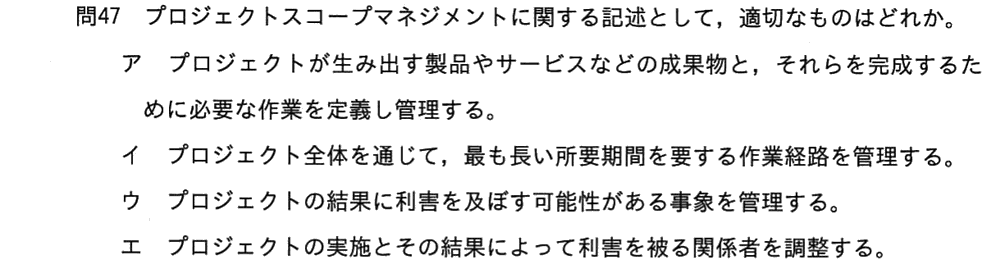 問47　プロジェクトスコープマネジメントに関する記述として，適切なものはどれか。
ア　プロジェクトが生み出す製品やサービスなどの成果物と，それらを完成するた
めに必要な作業を定義し管理する。
イ　プロジェクト全体を通じて，最も長い所要期間を要する作業経路を管理する。
ウ　プロジェクトの結果に利害を及ぼす可能性がある事象を管理する。
エ　プロジェクトの実施とその結果によって利害を被る関係者を調整する。